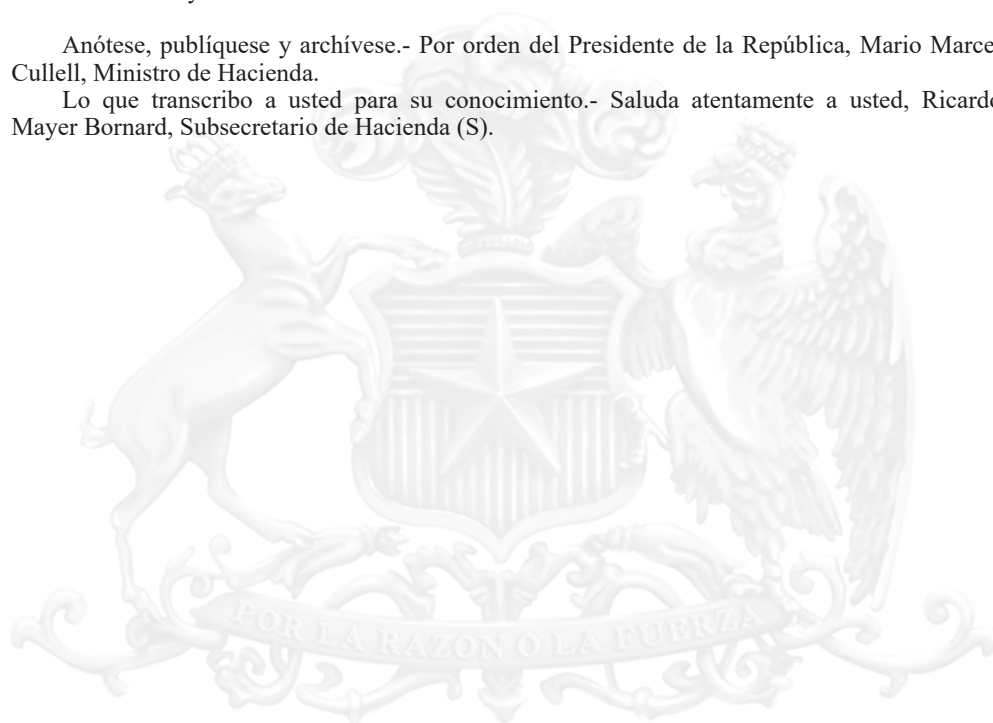 Anótese, publíquese y archívese.- Por orden del Presidente de la República, Mario Marce
Cullell, Ministro de Hacienda.
Lo que transcribo a usted para su conocimiento.- Saluda atentamente a usted, Ricardo
Mayer Bornard, Subsecretario de Hacienda (S).
POR LA RAZON O LA FUERZA